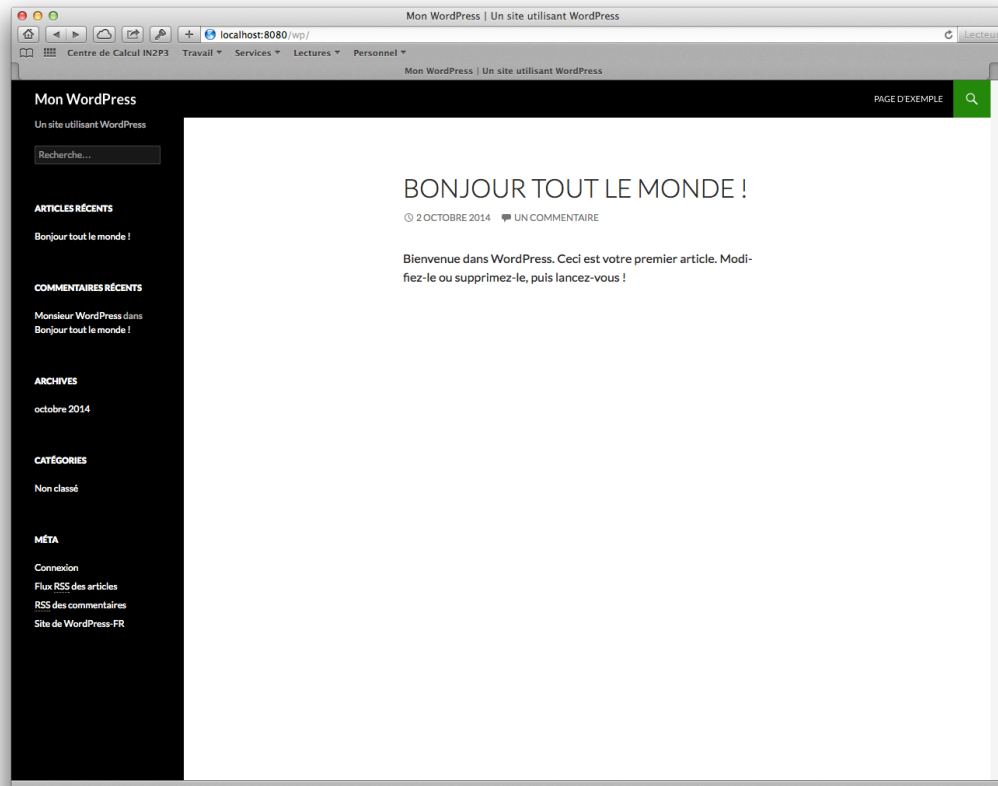 Mon WordPress | Un site utilisant WordPress
localhost:8080/wp/
Lecteur
Centre de Calcul IN2P3 Travail Services Lectures Personnel
Mon WordPress | Un site utilisant WordPress
Mon WordPress
PAGE D'EXEMPLE
Un site utilisant WordPress
Recherche…
ARTICLES RÉCENTS
Bonjour tout le monde !
COMMENTAIRES RÉCENTS
Monsieur WordPress dans
Bonjour tout le monde !
ARCHIVES
octobre 2014
CATÉGORIES
Non classé
MÉTA
Connexion
Flux RSS des articles
RSS des commentaires
Site de WordPress-FR
BONJOUR TOUT LE MONDE !
2 OCTOBRE 2014 UN COMMENTAIRE
Bienvenue dans WordPress. Ceci est votre premier article. Modi-
fiez-le ou supprimez-le, puis lancez-vous !